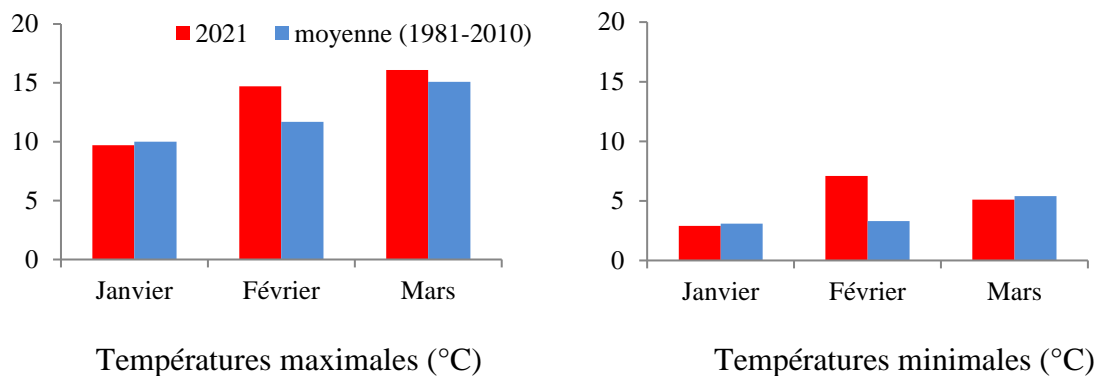 20
15
10
5
0
2021 moyenne (1981-2010)
Janvier Février Mars
Températures maximales (°C)
20
15
10
5
0
Janvier Février Mars
Températures minimales (°C)